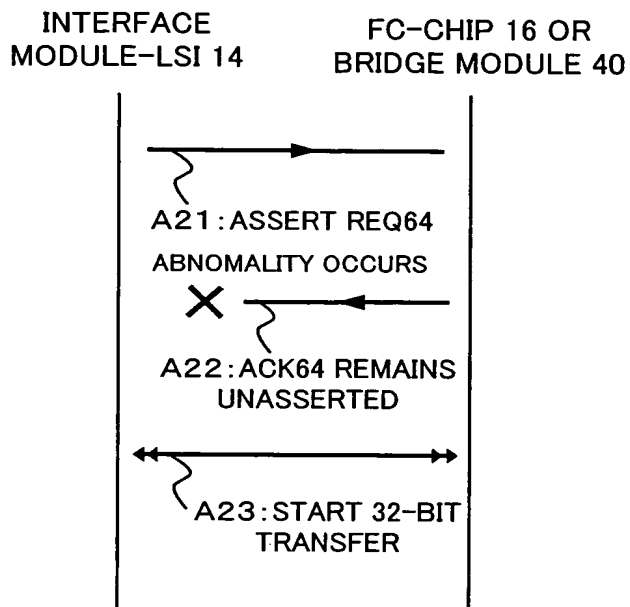 INTERFACE
MODULE-LSI 14
FC-CHIP 16 OR
BRIDGE MODULE 40
A21:ASSERT REQ64
ABNOMALITY OCCURS
A22:ACK64 REMAINS
UNASSERTED
A23:START 32-BIT
TRANSFER